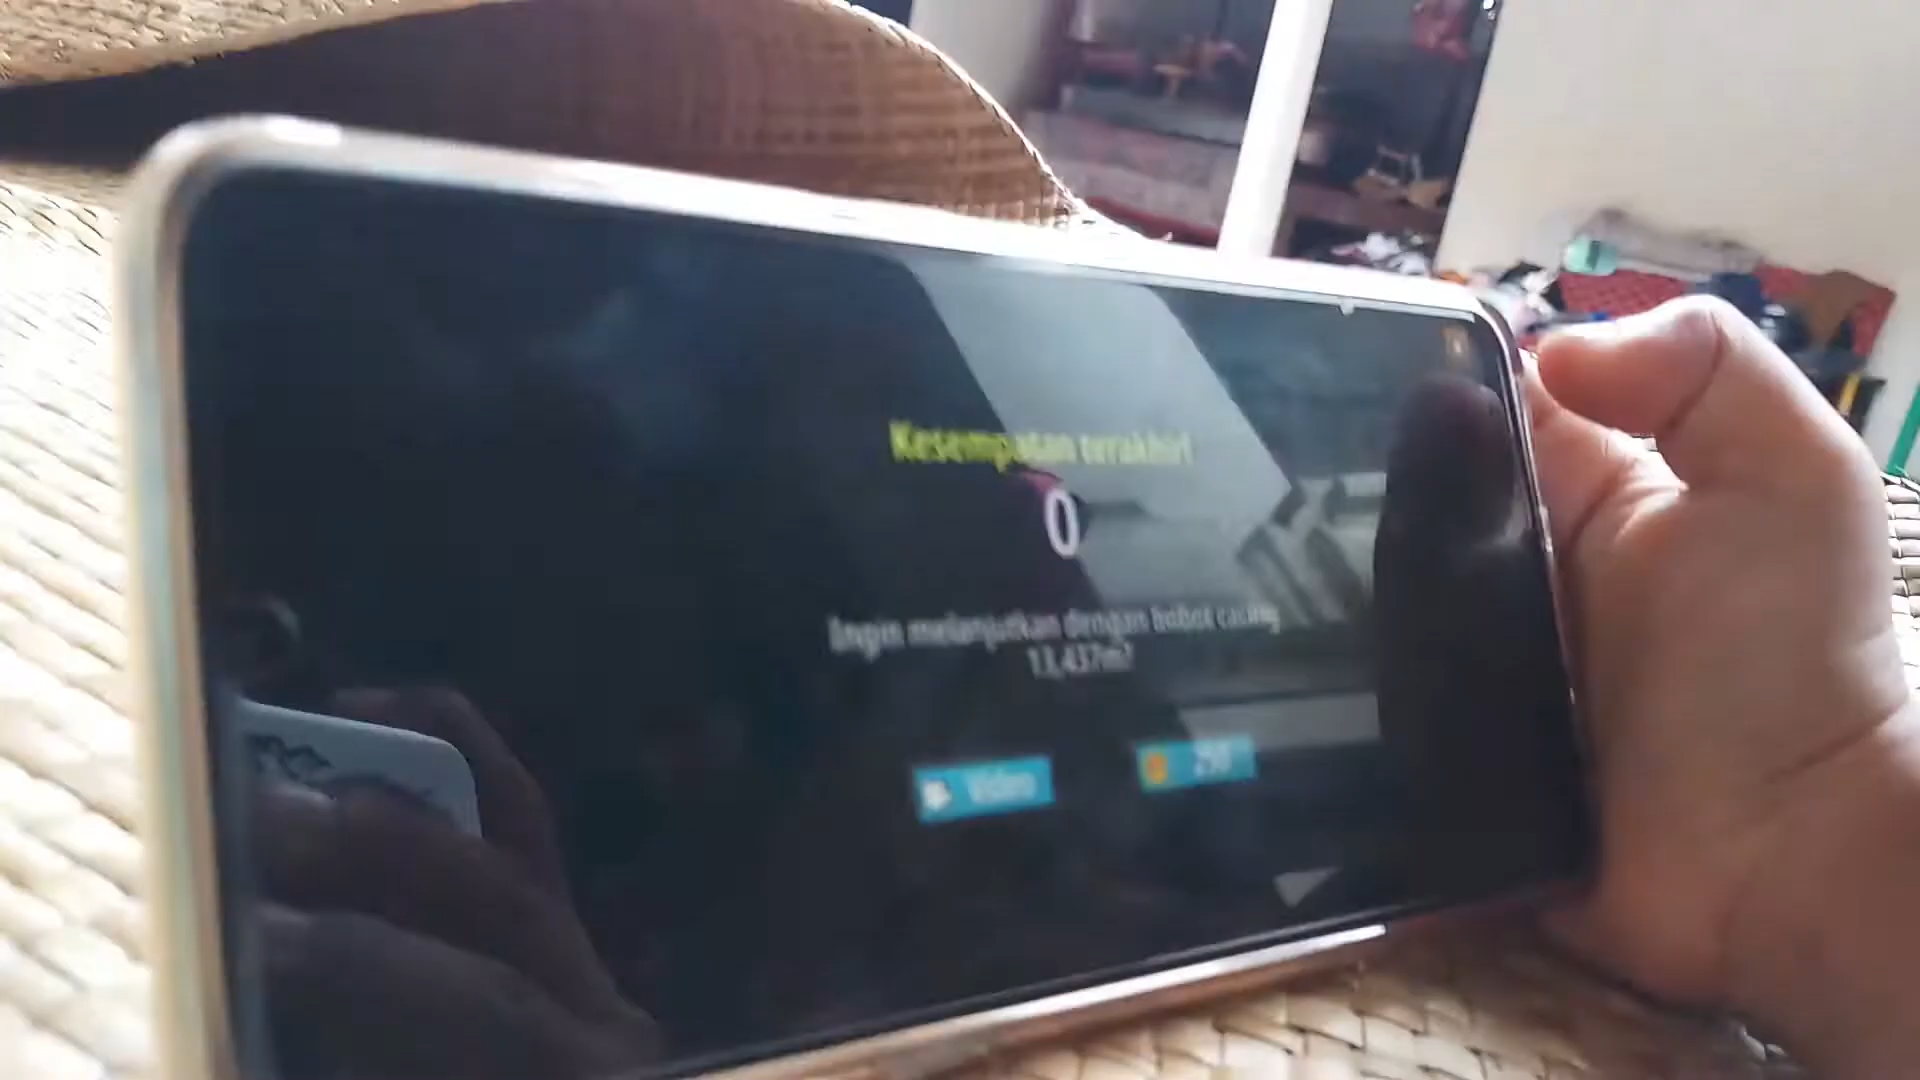 Kesempatan terakhir!
0
Ingin melanjutkan dengan bobot cacing
13,437m?
Video
250